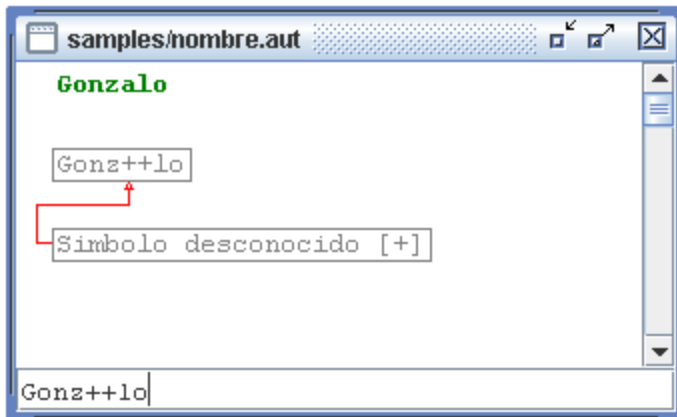 samples/nombre.aut
Gonzalo
Gonz++lo
Simbolo desconocido [+]
Gonz++lo